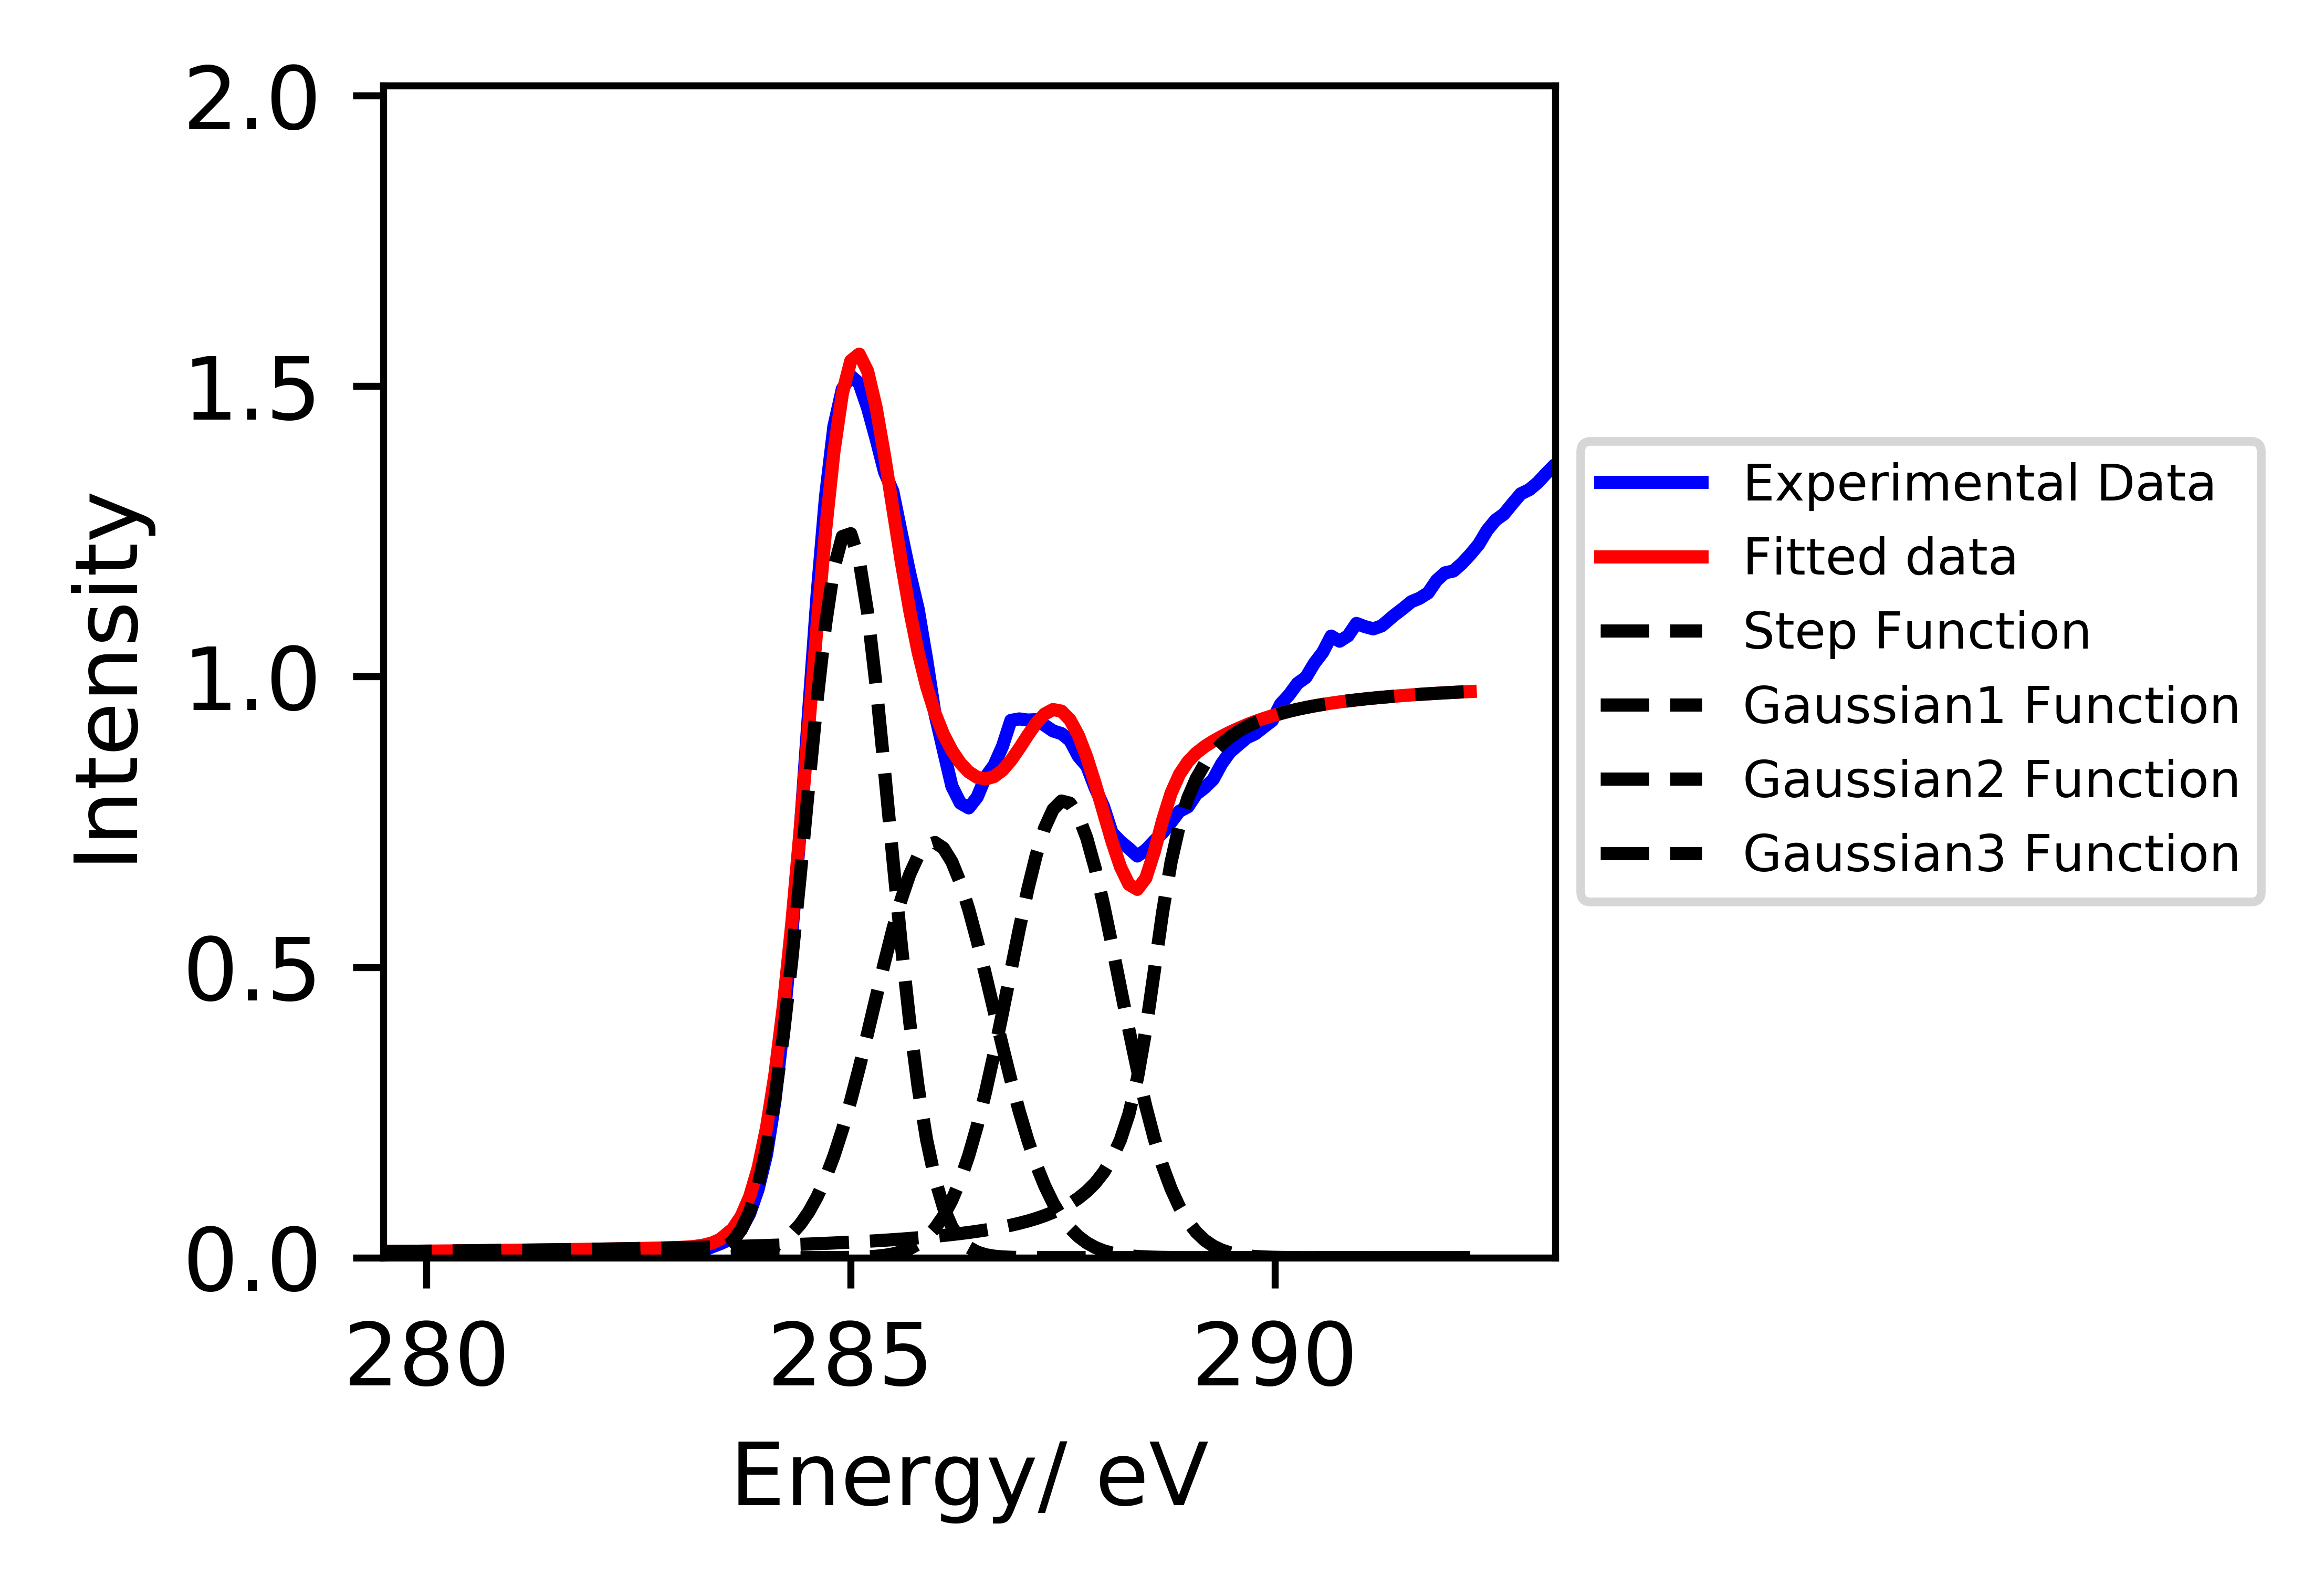 2.0
1.5
1.0
0.5
0.0
280
285
290
Intensity
Energy/ eV
Experimental Data
Fitted data
Step Function
Gaussian1 Function
Gaussian2 Function
Gaussian3 Function